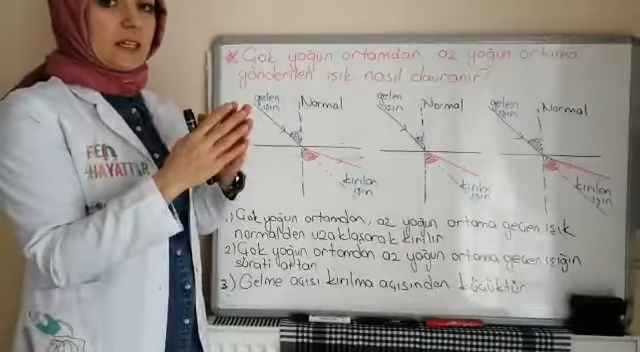 * Çok yoğun ortamdan az yoğun ortama
gönderilen ışık nasıl davranır?
gelen ışın Normal gelen ışın Normal gelen ışın Normal
kırılan ışın kırılan ışın kırılan ışın
1) Çok yoğun ortamdan, az yoğun ortama geçen ışık
normalden uzaklaşarak kırılır
2) Çok yoğun ortamdan az yoğun ortama geçen ışığın
sürati artar
3) Gelme açısı kırılma açısından küçüktür
FEN
HAYATTIR